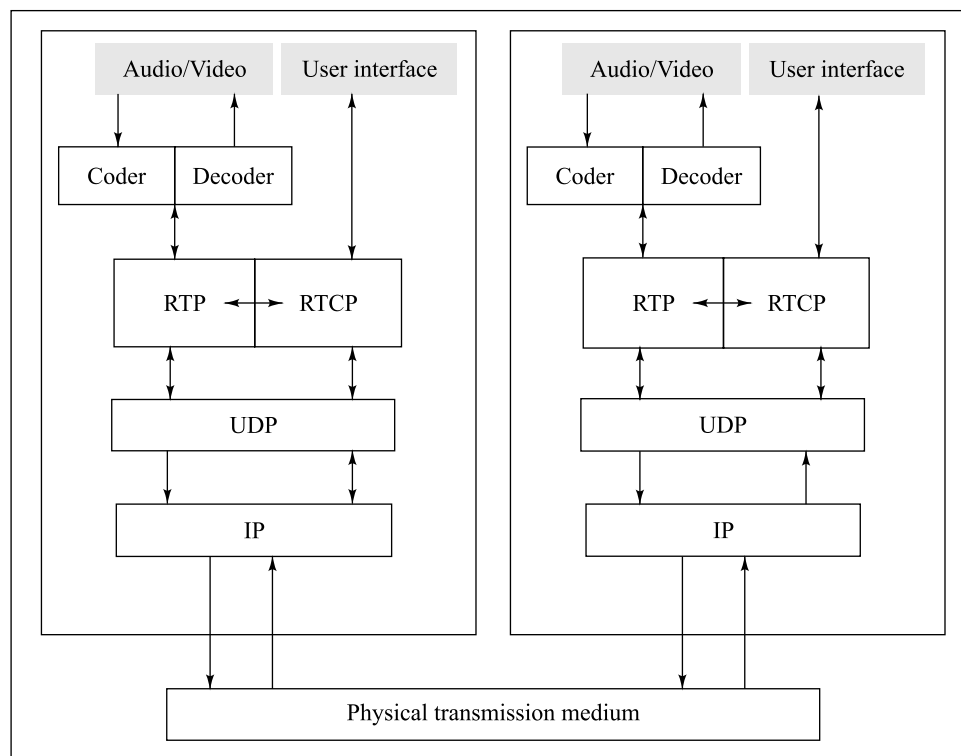 Audio/Video
User interface
Coder
Decoder
RTP
RTCP
UDP
IP
Audio/Video
User interface
Coder
Decoder
RTP
RTCP
UDP
IP
Physical transmission medium